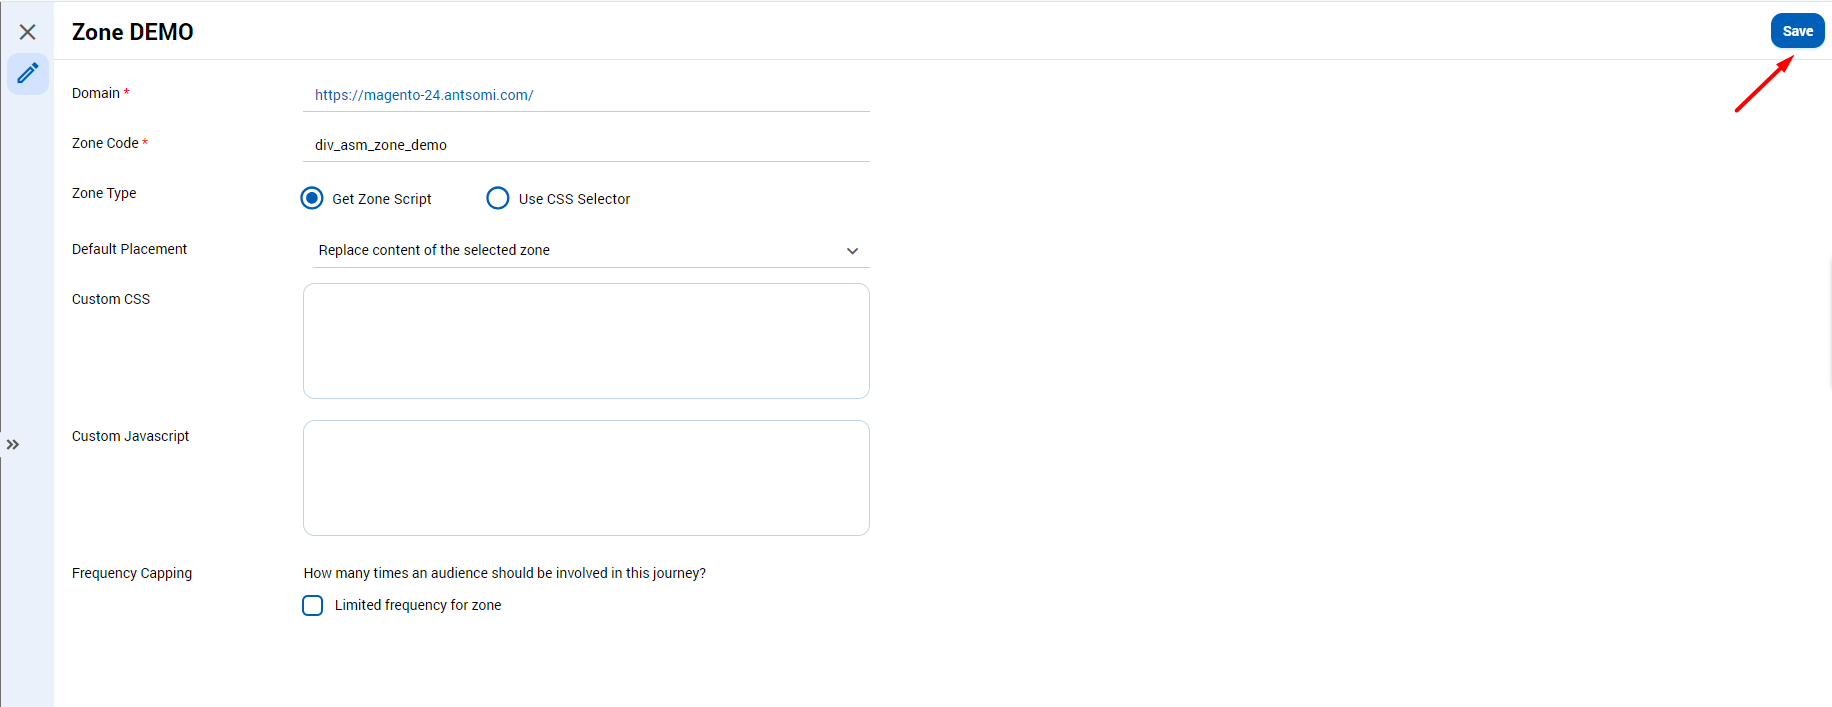 Zone DEMO
Save
Domain *
https://magento-24.antsomi.com/
Zone Code *
div_asm_zone_demo
Zone Type
Get Zone Script
Use CSS Selector
Default Placement
Replace content of the selected zone
Custom CSS
Custom Javascript
Frequency Capping
How many times an audience should be involved in this journey?
Limited frequency for zone